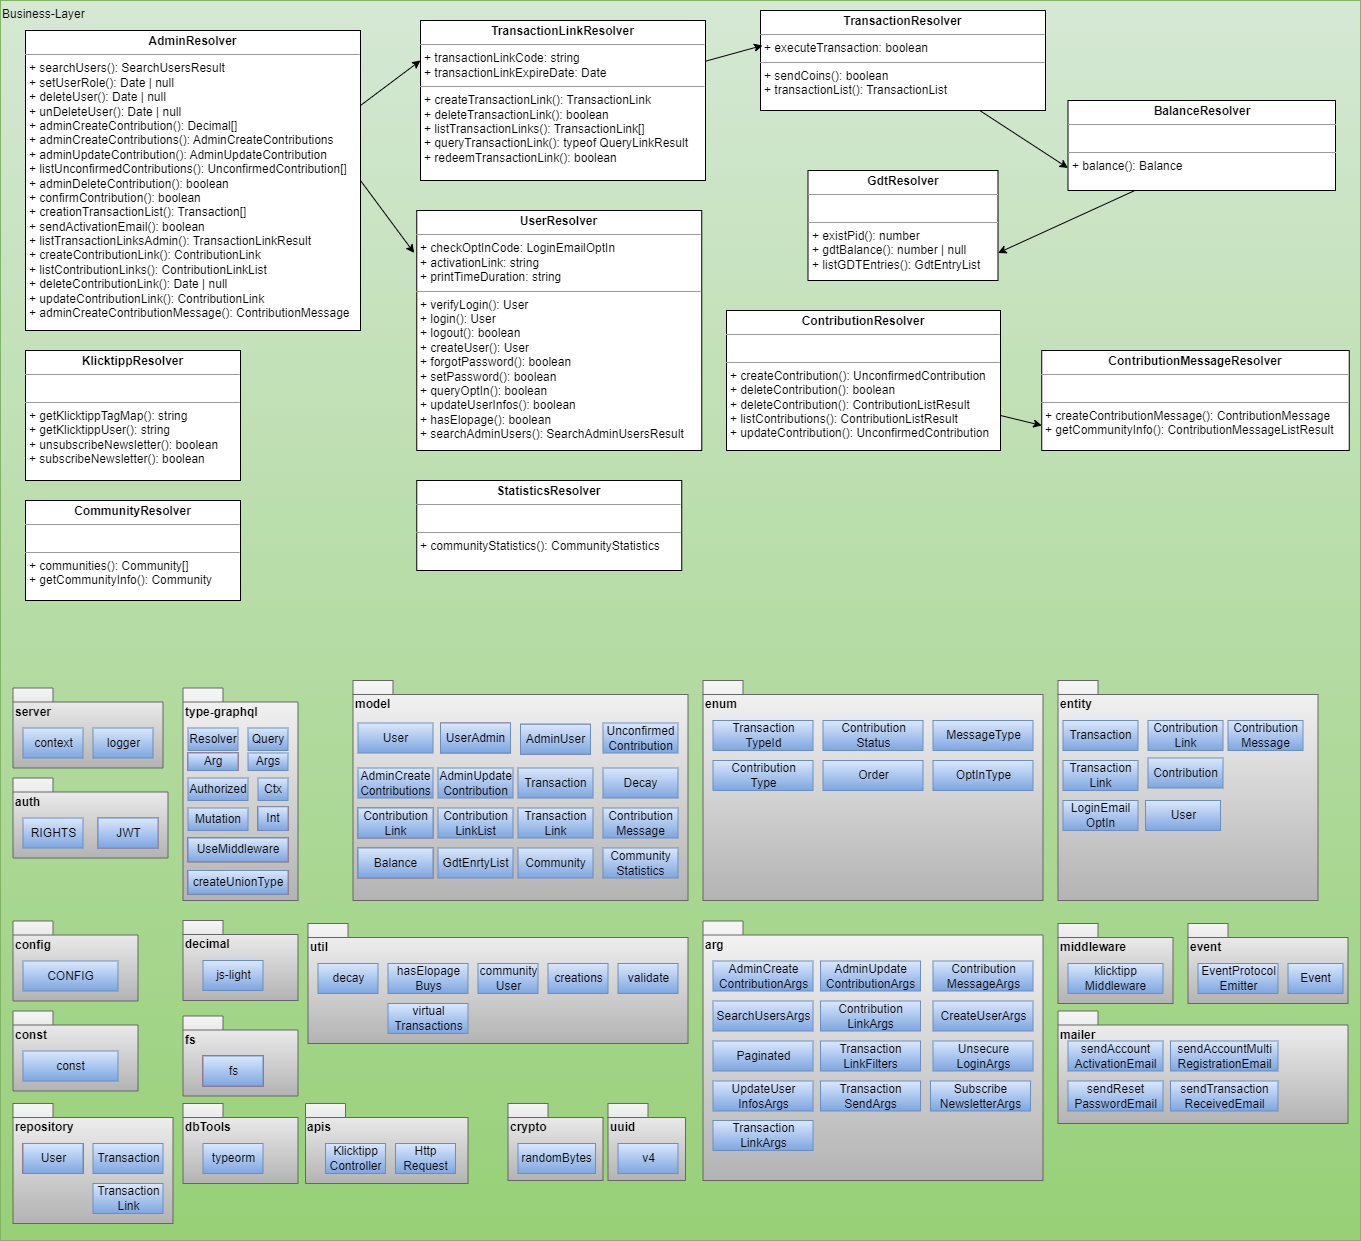 Business-Layer
AdminResolver
+ searchUsers(): SearchUsersResult
+ setUserRole(): Date | null
+ deleteUser(): Date | null
+ unDeleteUser(): Date | null
+ adminCreateContribution(): Decimal[]
+ adminCreateContributions(): AdminCreateContributions
+ adminUpdateContribution(): AdminUpdateContribution
+ listUnconfirmedContributions(): UnconfirmedContribution[]
+ adminDeleteContribution(): boolean
+ confirmContribution(): boolean
+ creationTransactionList(): Transaction[]
+ sendActivationEmail(): boolean
+ listTransactionLinksAdmin(): TransactionLinkResult
+ createContributionLink(): ContributionLink
+ listContributionLinks(): ContributionLinkList
+ deleteContributionLink(): Date | null
+ updateContributionLink(): ContributionLink
+ adminCreateContributionMessage(): ContributionMessage
TransactionLinkResolver
+ transactionLinkCode: string
+ transactionLinkExpireDate: Date
+ createTransactionLink(): TransactionLink
+ deleteTransactionLink(): boolean
+ listTransactionLinks(): TransactionLink[]
+ queryTransactionLink(): typeof QueryLinkResult
+ redeemTransactionLink(): boolean
TransactionResolver
+ executeTransaction: boolean
+ sendCoins(): boolean
+ transactionList(): TransactionList
BalanceResolver
+ balance(): Balance
GdtResolver
+ existPid(): number
+ gdtBalance(): number | null
+ listGDTEntries(): GdtEntryList
UserResolver
+ checkOptInCode: LoginEmailOptIn
+ activationLink: string
+ printTimeDuration: string
+ verifyLogin(): User
+ login(): User
+ logout(): boolean
+ createUser(): User
+ forgotPassword(): boolean
+ setPassword(): boolean
+ queryOptIn(): boolean
+ updateUserInfos(): boolean
+ hasElopage(): boolean
+ searchAdminUsers(): SearchAdminUsersResult
ContributionResolver
+ createContribution(): UnconfirmedContribution
+ deleteContribution(): boolean
+ deleteContribution(): ContributionListResult
+ listContributions(): ContributionListResult
+ updateContribution(): UnconfirmedContribution
ContributionMessageResolver
+ createContributionMessage(): ContributionMessage
+ getCommunityInfo(): ContributionMessageListResult
KlicktippResolver
+ getKlicktippTagMap(): string
+ getKlicktippUser(): string
+ unsubscribeNewsletter(): boolean
+ subscribeNewsletter(): boolean
StatisticsResolver
+ communityStatistics(): CommunityStatistics
CommunityResolver
+ communities(): Community[]
+ getCommunityInfo(): Community
server
context
logger
auth
RIGHTS
JWT
type-graphql
Resolver
Query
Arg
Args
Authorized
Ctx
Mutation
Int
UseMiddleware
createUnionType
model
User
UserAdmin
AdminUser
Unconfirmed
Contribution
AdminCreate
Contributions
AdminUpdate
Contribution
Transaction
Decay
Contribution
Link
Contribution
LinkList
Transaction
Link
Contribution
Message
Balance
GdtEnrtyList
Community
Community
Statistics
enum
Transaction
TypeId
Contribution
Status
MessageType
Contribution
Type
Order
OptInType
entity
Transaction
Contribution
Link
Contribution
Message
Transaction
Link
Contribution
LoginEmail
OptIn
User
config
CONFIG
decimal
js-light
util
decay
hasElopage
Buys
community
User
creations
validate
virtual
Transactions
arg
AdminCreate
ContributionArgs
AdminUpdate
ContributionArgs
Contribution
MessageArgs
SearchUsersArgs
Contribution
LinkArgs
CreateUserArgs
Paginated
Transaction
LinkFilters
Unsecure
LoginArgs
UpdateUser
InfosArgs
Transaction
SendArgs
Subscribe
NewsletterArgs
Transaction
LinkArgs
middleware
klicktipp
Middleware
event
EventProtocol
Emitter
Event
const
const
fs
fs
mailer
sendAccount
ActivationEmail
sendAccountMulti
RegistrationEmail
sendReset
PasswordEmail
sendTransaction
ReceivedEmail
repository
User
Transaction
Transaction
Link
dbTools
typeorm
apis
Klicktipp
Controller
Http
Request
crypto
randomBytes
uuid
v4